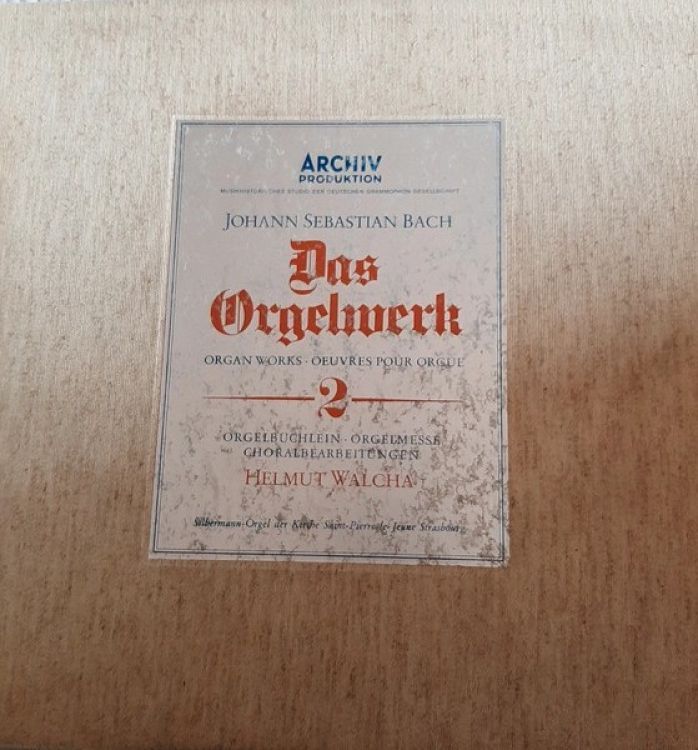 ARCHIV
PRODUKTION
MUSIKHISTORISCHES STUDIO DER DEUTSCHEN GRAMMOPHON GESELLSCHAFT
JOHANN SEBASTIAN BACH
Das
Orgelwerk
ORGAN WORKS · OEUVRES POUR ORGUE
2
ORGELBÜCHLEIN · ORGELMESSE
CHORALBEARBEITUNGEN
HELMUT WALCHA
Silbermann-Orgel der Kirche Saint-Pierre-le-Jeune Strasbourg